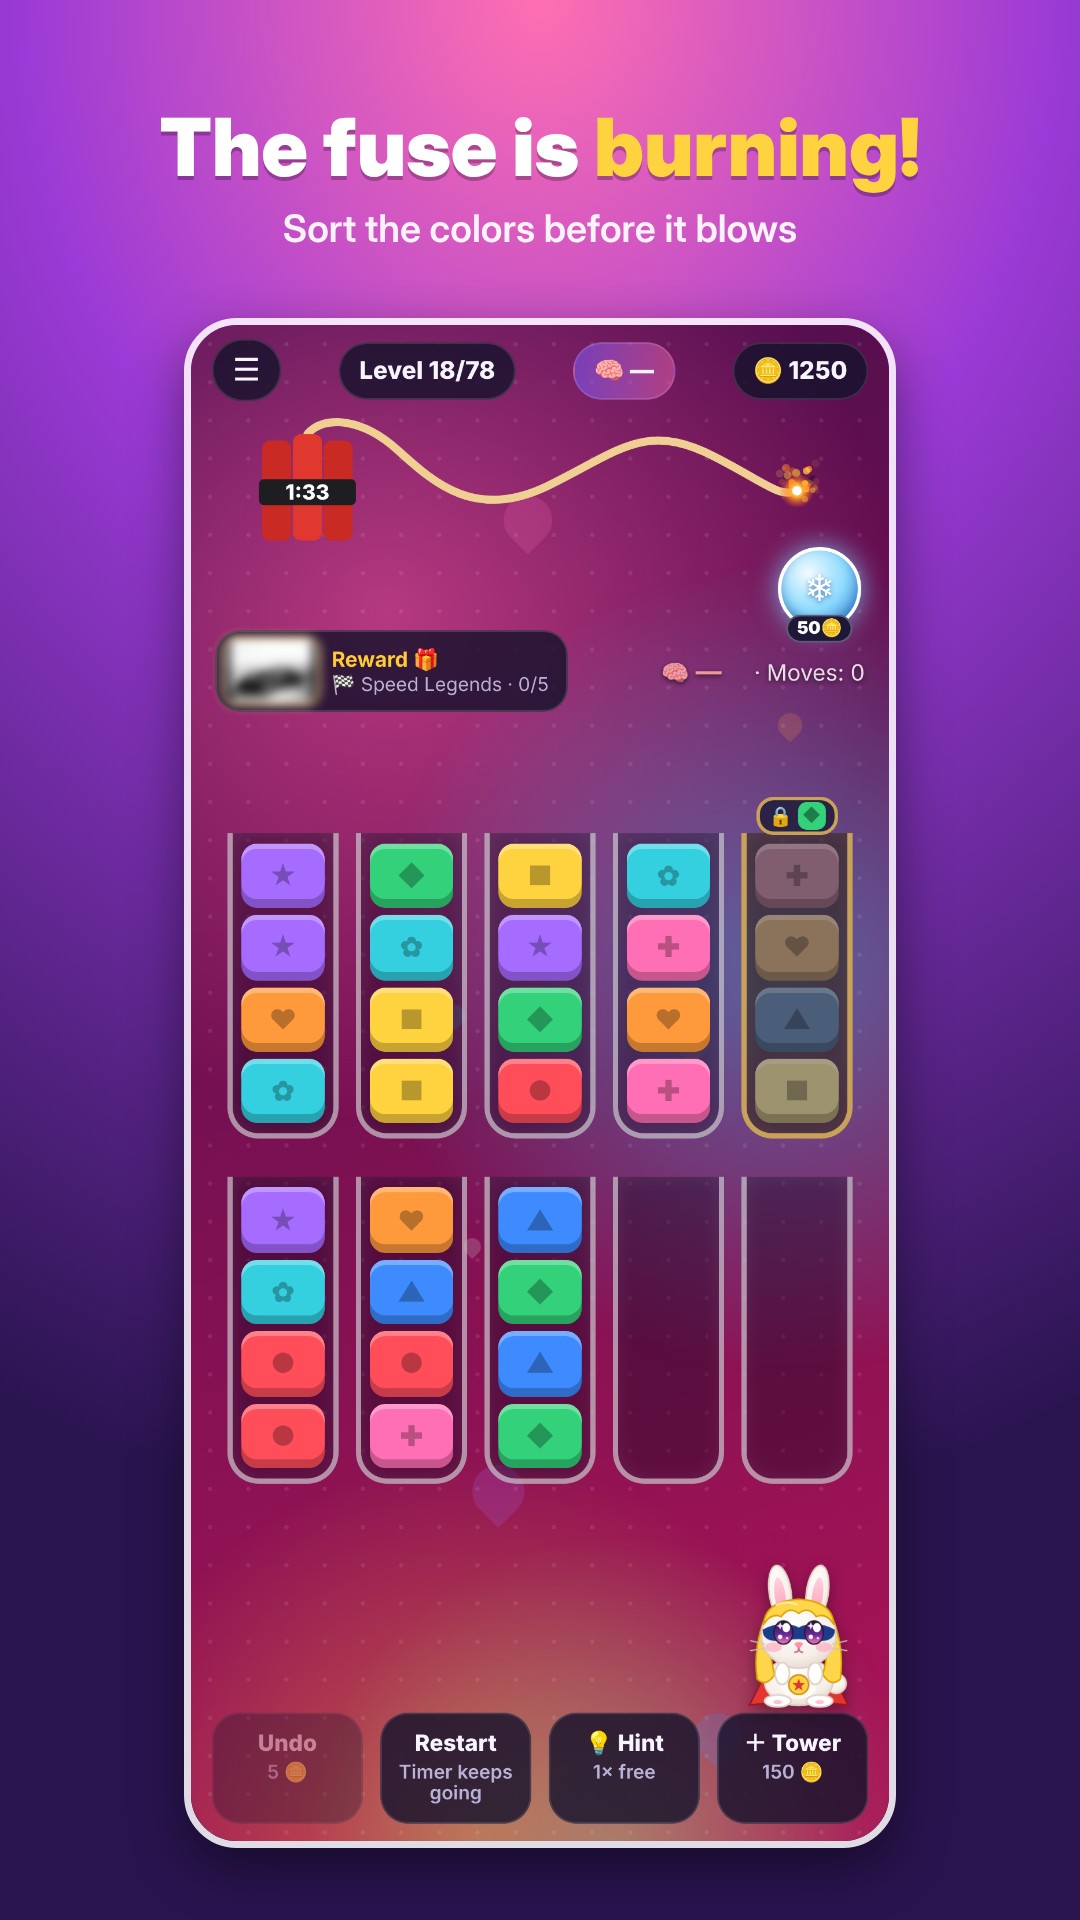 The fuse is burning!
Sort the colors before it blows
Level 18/78
—
1250
1:33
50
Reward
Speed Legends · 0/5
— · Moves: 0
Undo
5
Restart
Timer keeps
going
Hint
1× free
+ Tower
150